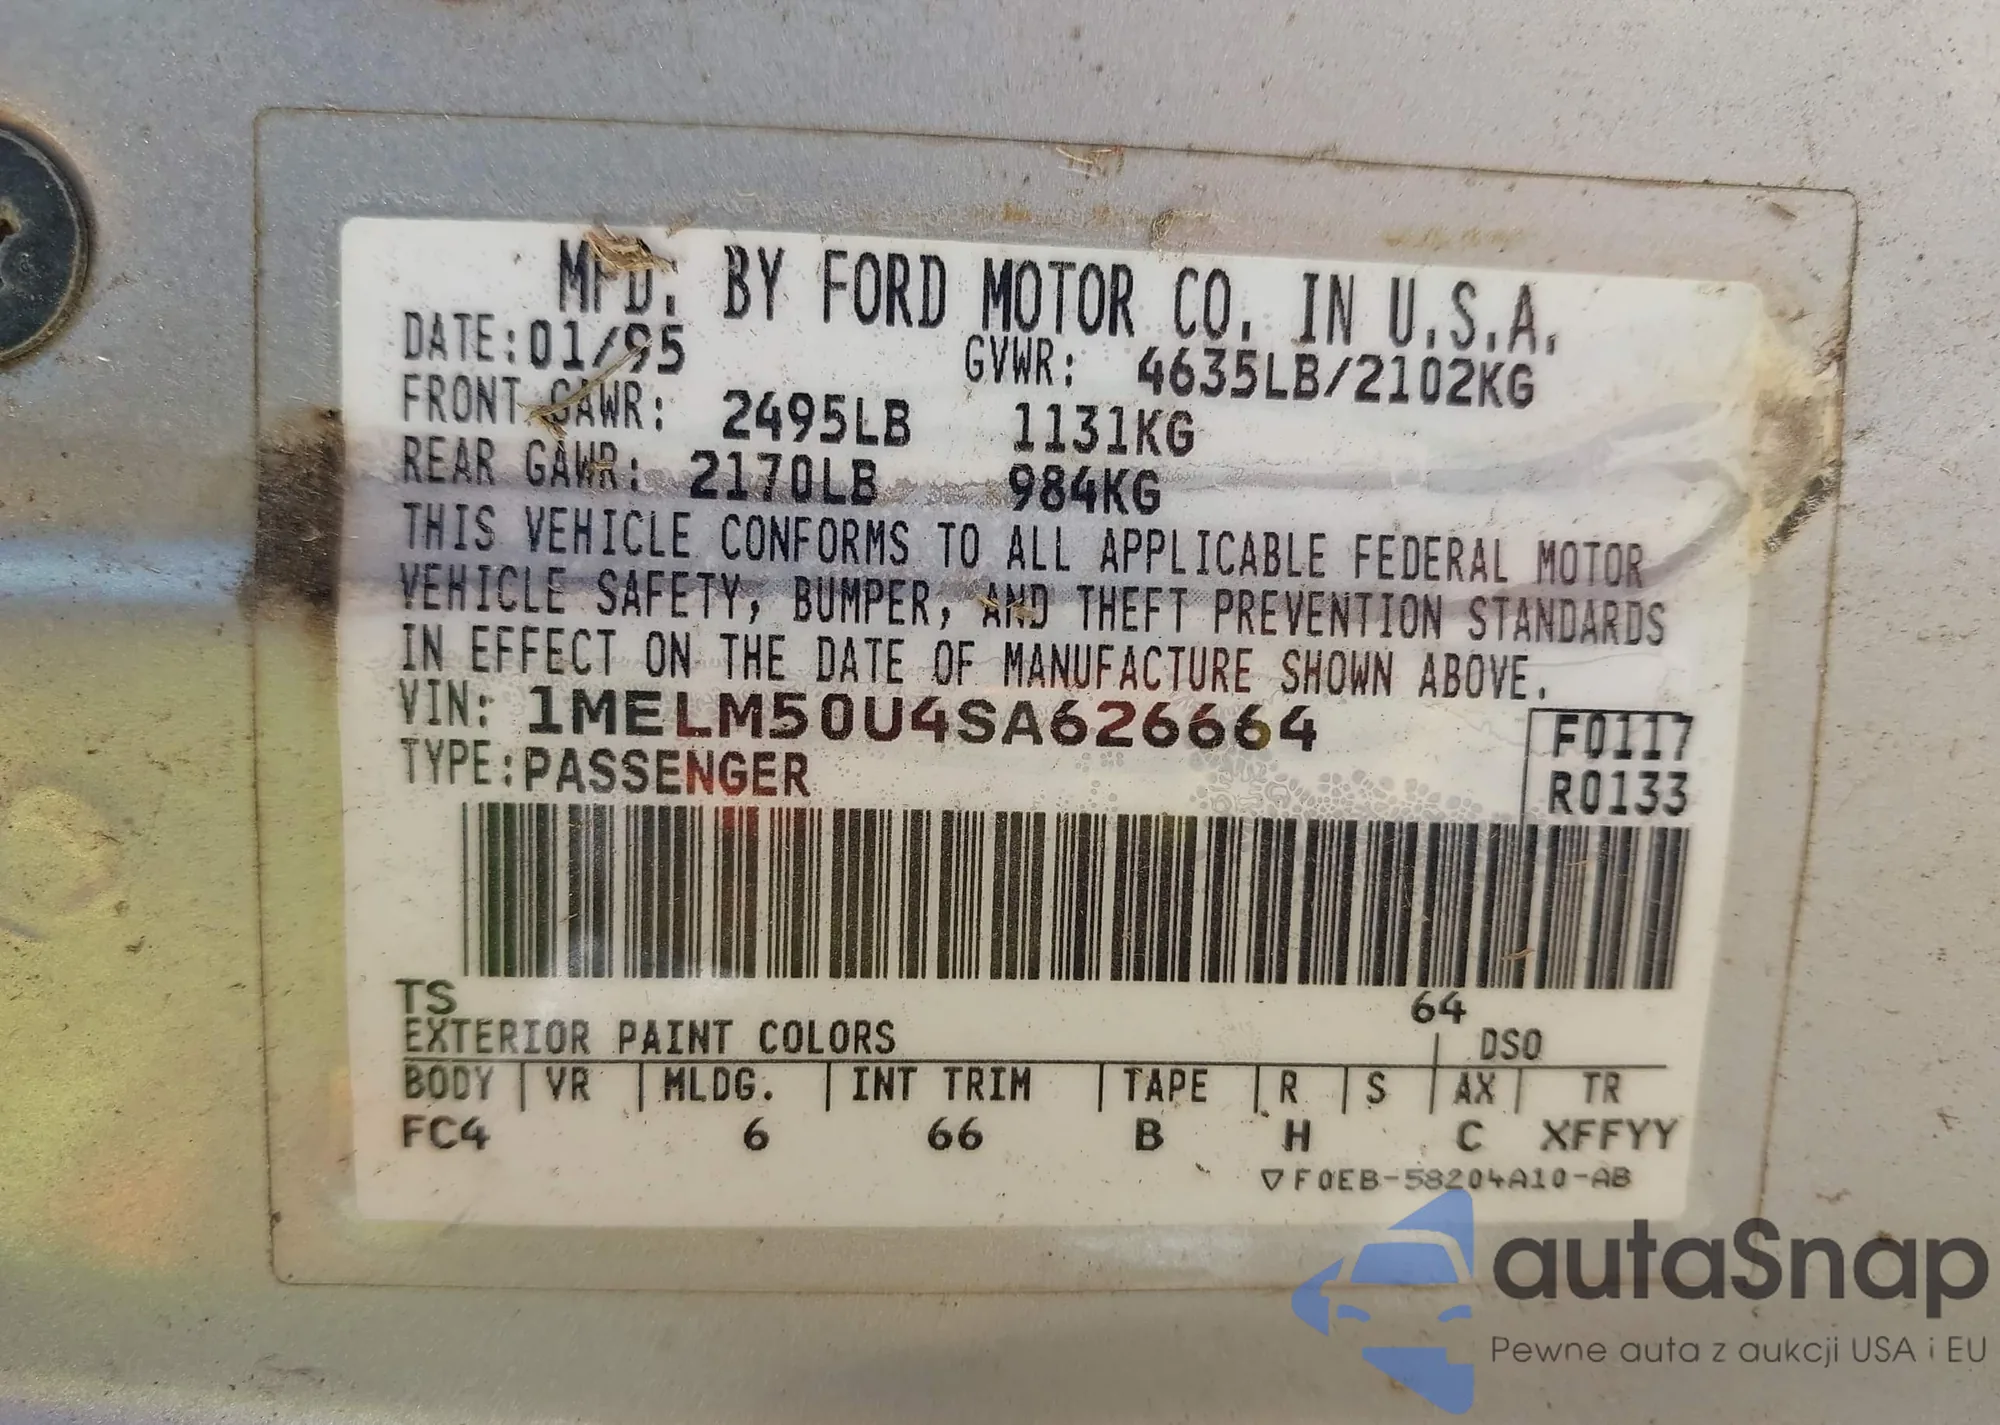 MFD. BY FORD MOTOR CO. IN U.S.A.
DATE: 01/95 GVWR: 4635LB/2102KG
FRONT GAWR: 2495LB 1131KG
REAR GAWR: 2170LB 984KG
THIS VEHICLE CONFORMS TO ALL APPLICABLE FEDERAL MOTOR
VEHICLE SAFETY, BUMPER, AND THEFT PREVENTION STANDARDS
IN EFFECT ON THE DATE OF MANUFACTURE SHOWN ABOVE.
VIN: 1MELM50U4SA626664
F0117
TYPE: PASSENGER
R0133
TS 64
EXTERIOR PAINT COLORS DSO
BODY | VR | MLDG. | INT TRIM | TAPE | R | S | AX | TR
FC4 6 66 B H C XFFYY
▽F0EB-58204A10-AB
autaSnap
Pewne auta z aukcji USA i EU